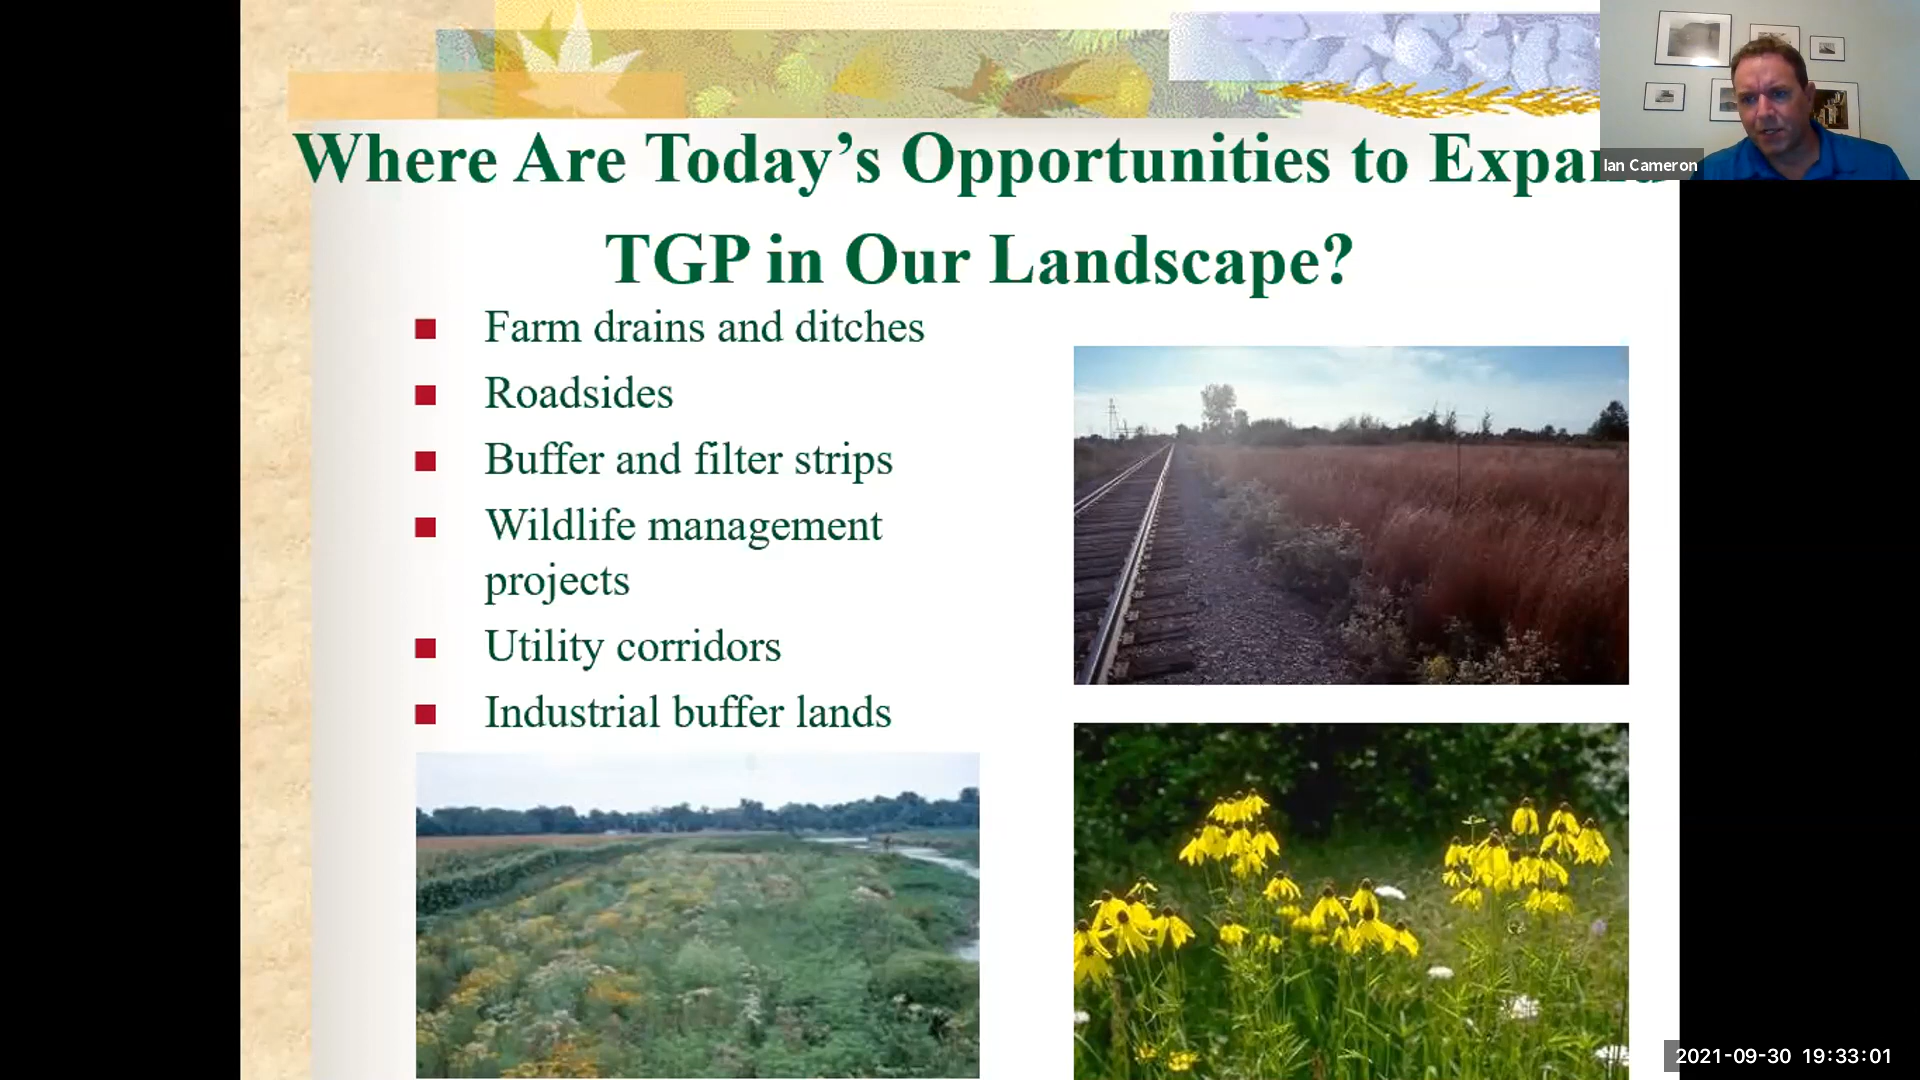 Where Are Today’s Opportunities to Expand
TGP in Our Landscape?
Farm drains and ditches
Roadsides
Buffer and filter strips
Wildlife management
projects
Utility corridors
Industrial buffer lands
Ian Cameron
2021-09-30 19:33:01